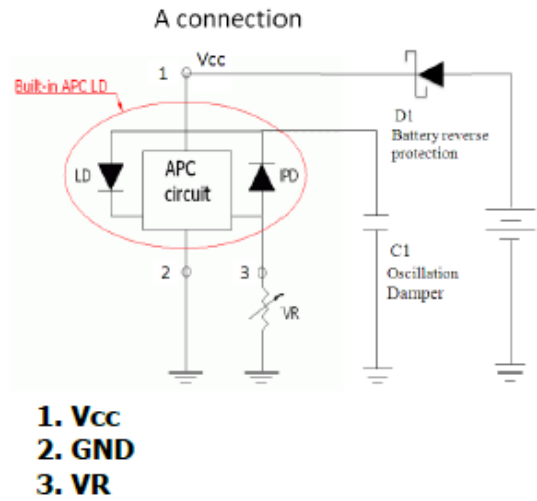 A connection
Vcc
1
Built-in APC LD
D1
Battery reverse
protection
LD
APC
circuit
PD
C1
Oscillation
Damper
2
3
VR
1. Vcc
2. GND
3. VR